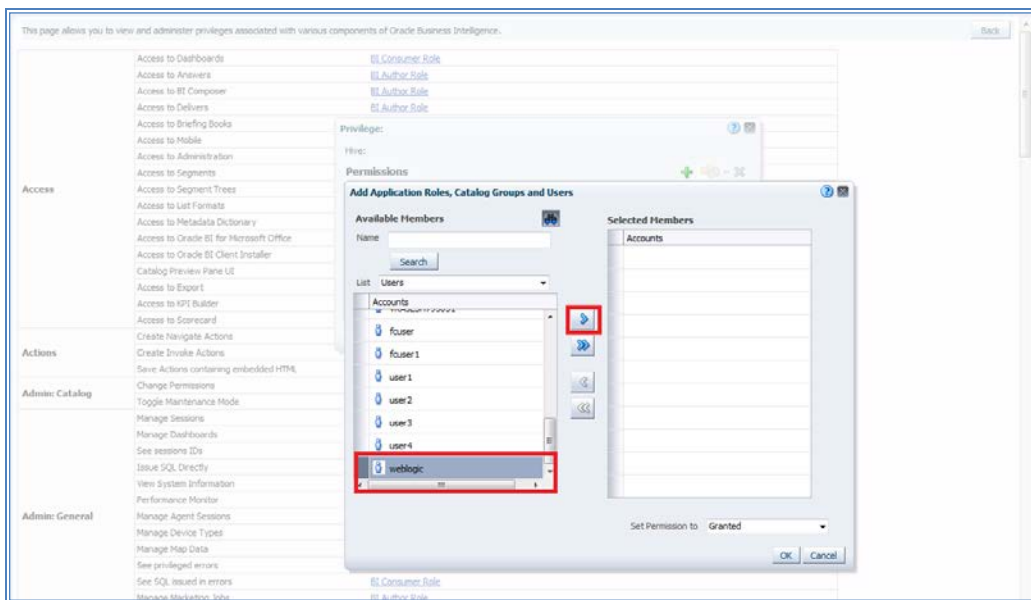 This page allows you to view and administer privileges associated with various components of Oracle Business Intelligence.
Back
Access
Access to Dashboards BI Consumer Role
Access to Answers BI Author Role
Access to BI Composer BI Author Role
Access to Delivers BI Author Role
Access to Briefing Books
Access to Mobile
Access to Administration
Access to Segments
Access to Segment Trees
Access to List Formats
Access to Metadata Dictionary
Access to Oracle BI for Microsoft Office
Access to Oracle BI Client Installer
Catalog Preview Pane UI
Access to Export
Access to KPI Builder
Access to Scorecard
Actions
Create Navigate Actions
Create Invoke Actions
Save Actions containing embedded HTML
Admin: Catalog
Change Permissions
Toggle Maintenance Mode
Admin: General
Manage Sessions
Manage Dashboards
See sessions IDs
Issue SQL Directly
View System Information
Performance Monitor
Manage Agent Sessions
Manage Device Types
Manage Map Data
See privileged errors
See SQL issued in errors BI Consumer Role
Manage Marketing Jobs BI Author Role
Privilege:
Hive:
Permissions
Add Application Roles, Catalog Groups and Users
Available Members
Name
Search
List Users
Accounts
fcuser
fcuser1
user1
user2
user3
user4
weblogic
Selected Members
Accounts
Set Permission to Granted
OK Cancel